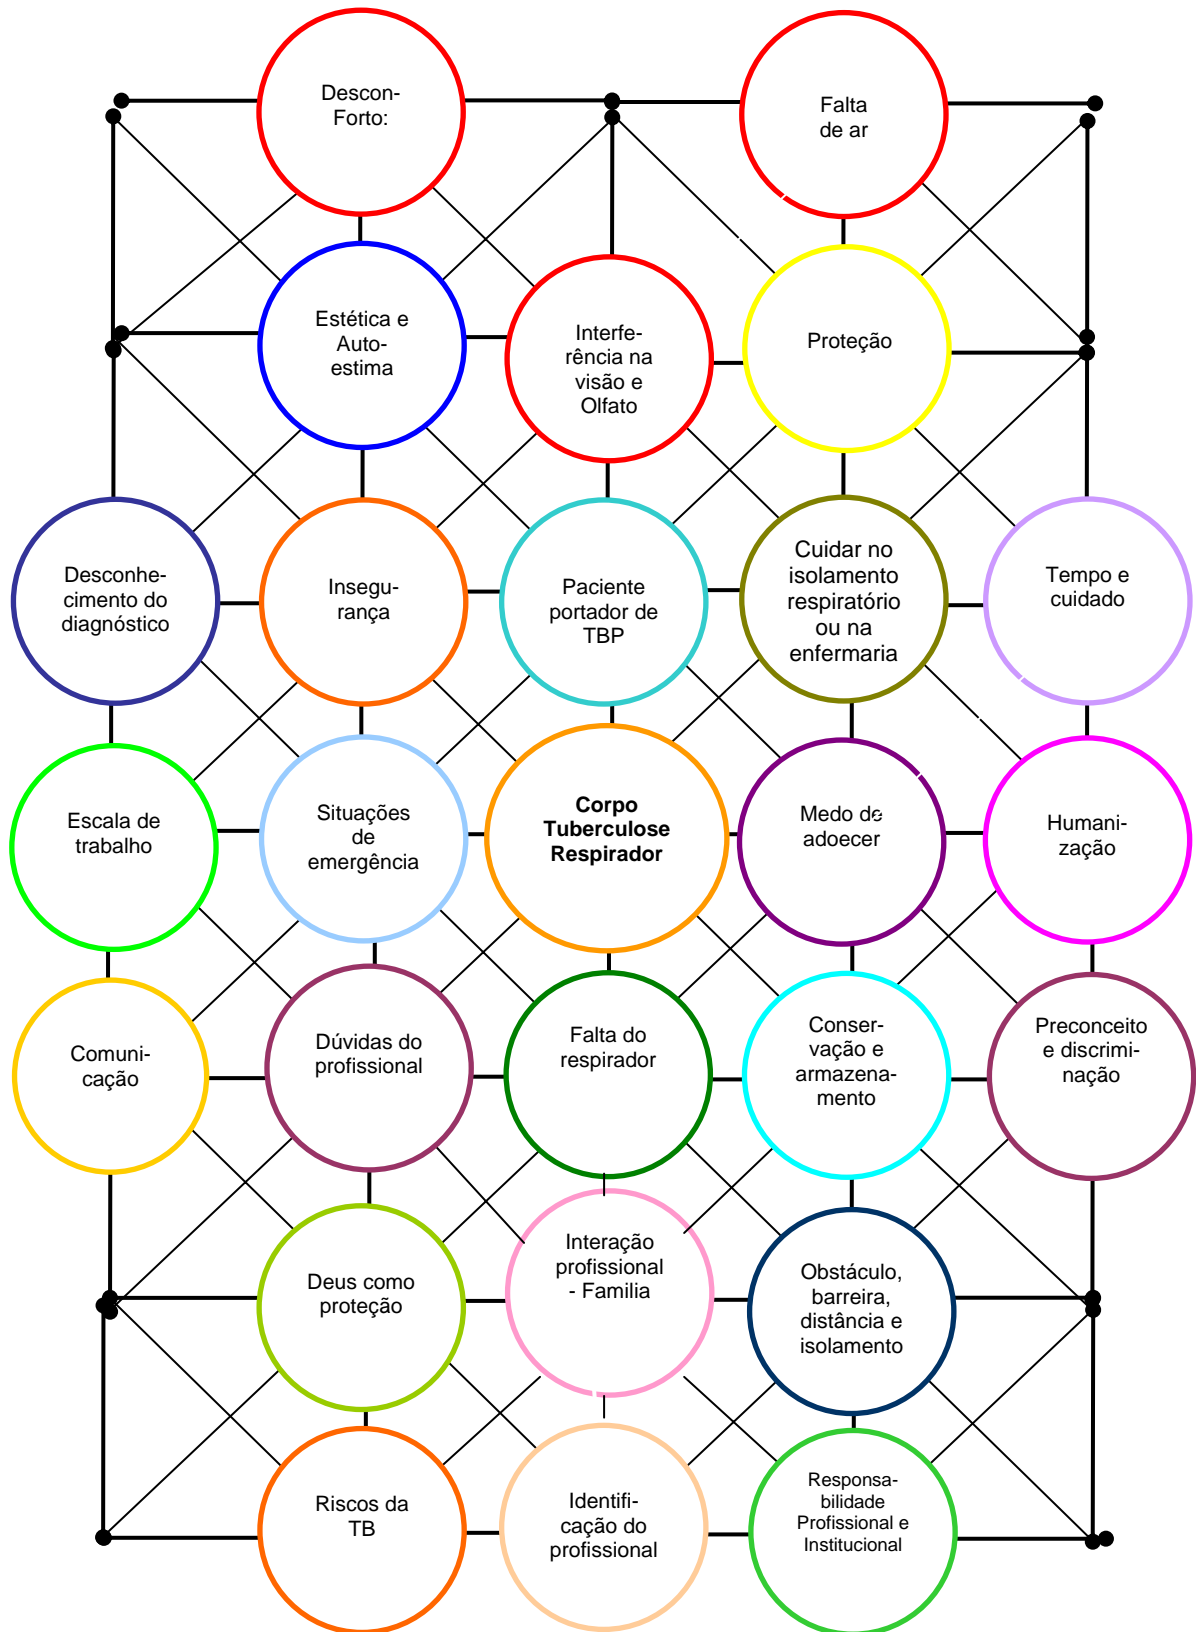 Descon-
Forto:
Falta
de ar
Estética e
Auto-
estima
Interfe-
rência na
visão e
Olfato
Proteção
Desconhe-
cimento do
diagnóstico
Insegu-
rança
Paciente
portador de
TBP
Cuidar no
isolamento
respiratório
ou na
enfermaria
Tempo e
cuidado
Escala de
trabalho
Situações
de
emergência
Corpo
Tuberculose
Respirador
Medo de
adoecer
Humani-
zação
Comuni-
cação
Dúvidas do
profissional
Falta do
respirador
Conser-
vação e
armazena-
mento
Preconceito
e discrimi-
nação
Deus como
proteção
Interação
profissional
- Familia
Obstáculo,
barreira,
distância e
isolamento
Riscos da
TB
Identifi-
cação do
profissional
Responsa-
bilidade
Profissional e
Institucional